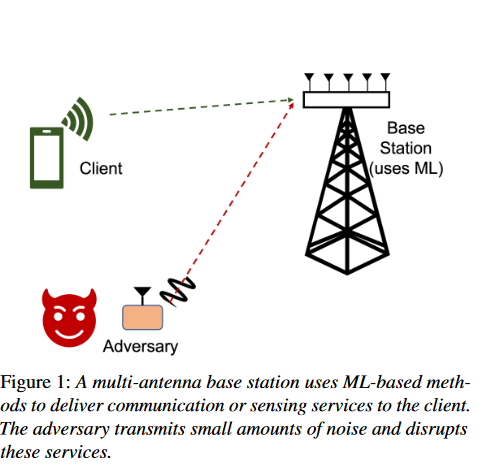 Client
Base
Station
(uses ML)
Adversary
Figure 1: A multi-antenna base station uses ML-based meth-
ods to deliver communication or sensing services to the client.
The adversary transmits small amounts of noise and disrupts
these services.